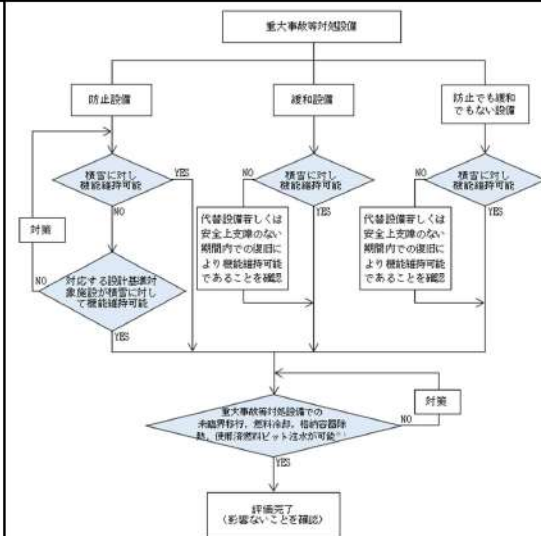 重大事故等対処設備
防止設備
緩和設備
防止でも緩和
でもない設備
積雪に対し
機能維持可能
YES
NO
積雪に対し
機能維持可能
NO
YES
積雪に対し
機能維持可能
NO
YES
対策
代替設備若しくは
安全上支障のない
期間内での復旧に
より機能維持可能
であることを確認
代替設備若しくは
安全上支障のない
期間内での復旧に
より機能維持可能
であることを確認
対応する設計基準対
象施設が積雪に対し
て機能維持可能
NO
YES
重大事故等対処設備での
未臨界移行，燃料冷却，格納容器除
熱，使用済燃料ピット注水が可能
NO
対策
YES
評価完了
（影響ないことを確認）